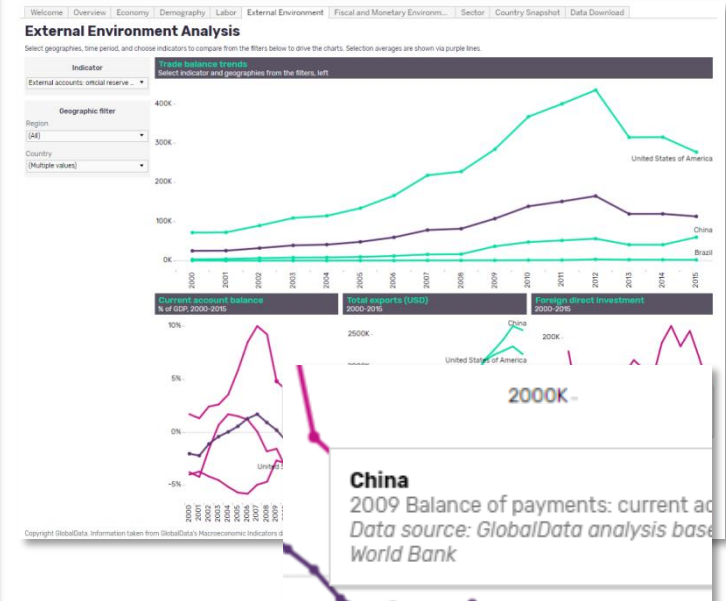 Welcome Overview Economy Demography Labor External Environment Fiscal and Monetary Environm... Sector Country Snapshot Data Download
External Environment Analysis
Select geographies, time period, and choose indicators to compare from the filters below to drive the charts. Selection averages are shown via purple lines.
Indicator
External accounts: official reserve ...
Geographic filter
Region
(All)
Country
(Multiple values)
Trade balance trends
Select indicator and geographies from the filters, left
400K
300K
200K
100K
0K
United States of America
China
Brazil
2000 2001 2002 2003 2004 2005 2006 2007 2008 2009 2010 2011 2012 2013 2014 2015
Current account balance
% of GDP, 2000-2015
10%
5%
0%
-5%
United S
2000 2001 2002 2003 2004 2005 2006 2007 2008 2009
Total exports (USD)
2000-2015
2500K
China
United States of America
Foreign direct investment
2000-2015
200K
2000K
China
2009 Balance of payments: current ac
Data source: GlobalData analysis base
World Bank
Copyright GlobalData. Information taken from GlobalData's Macroeconomic Indicators d